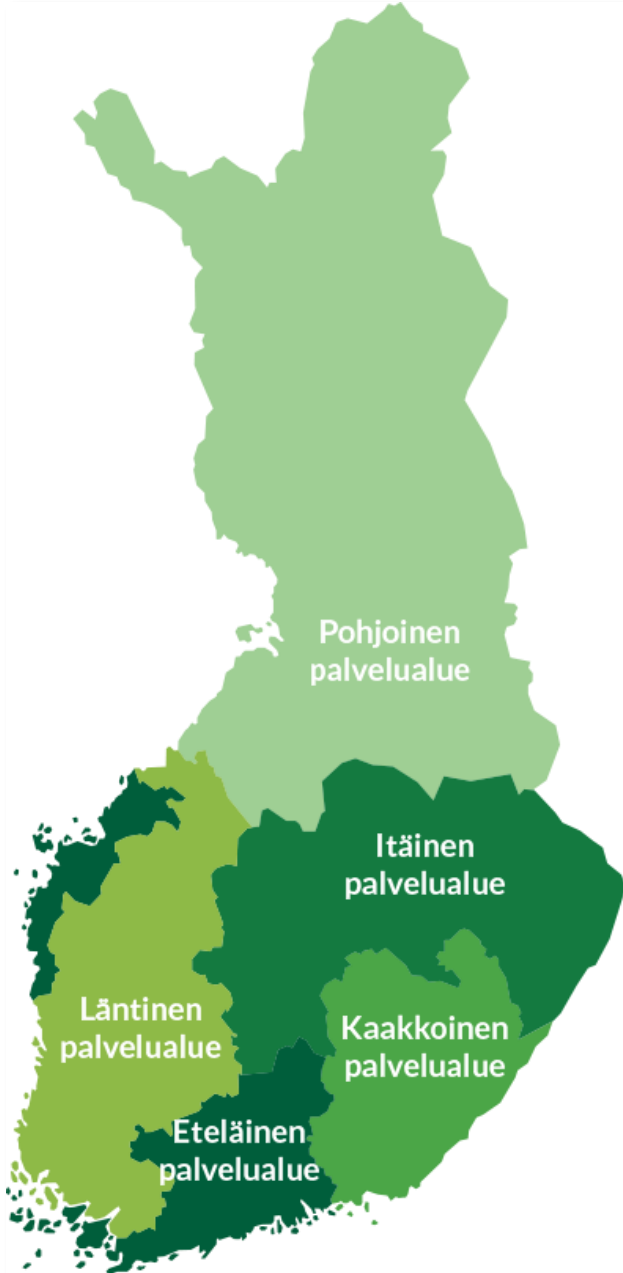 Pohjoinen
palvelualue
Itäinen
palvelualue
Läntinen
palvelualue
Kaakkoinen
palvelualue
Eteläinen
palvelualue